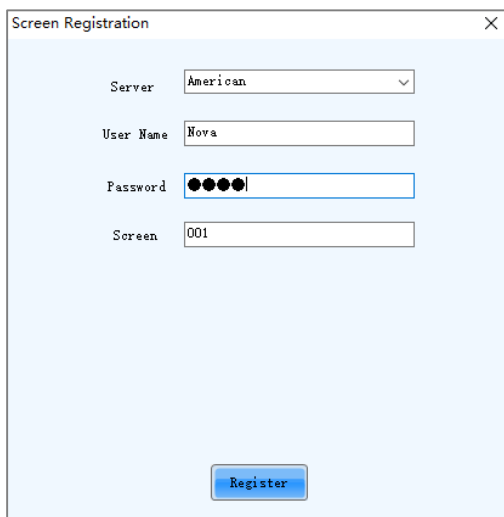 Screen Registration
Server American
User Name Nova
Password ●●●●
Screen 001
Register